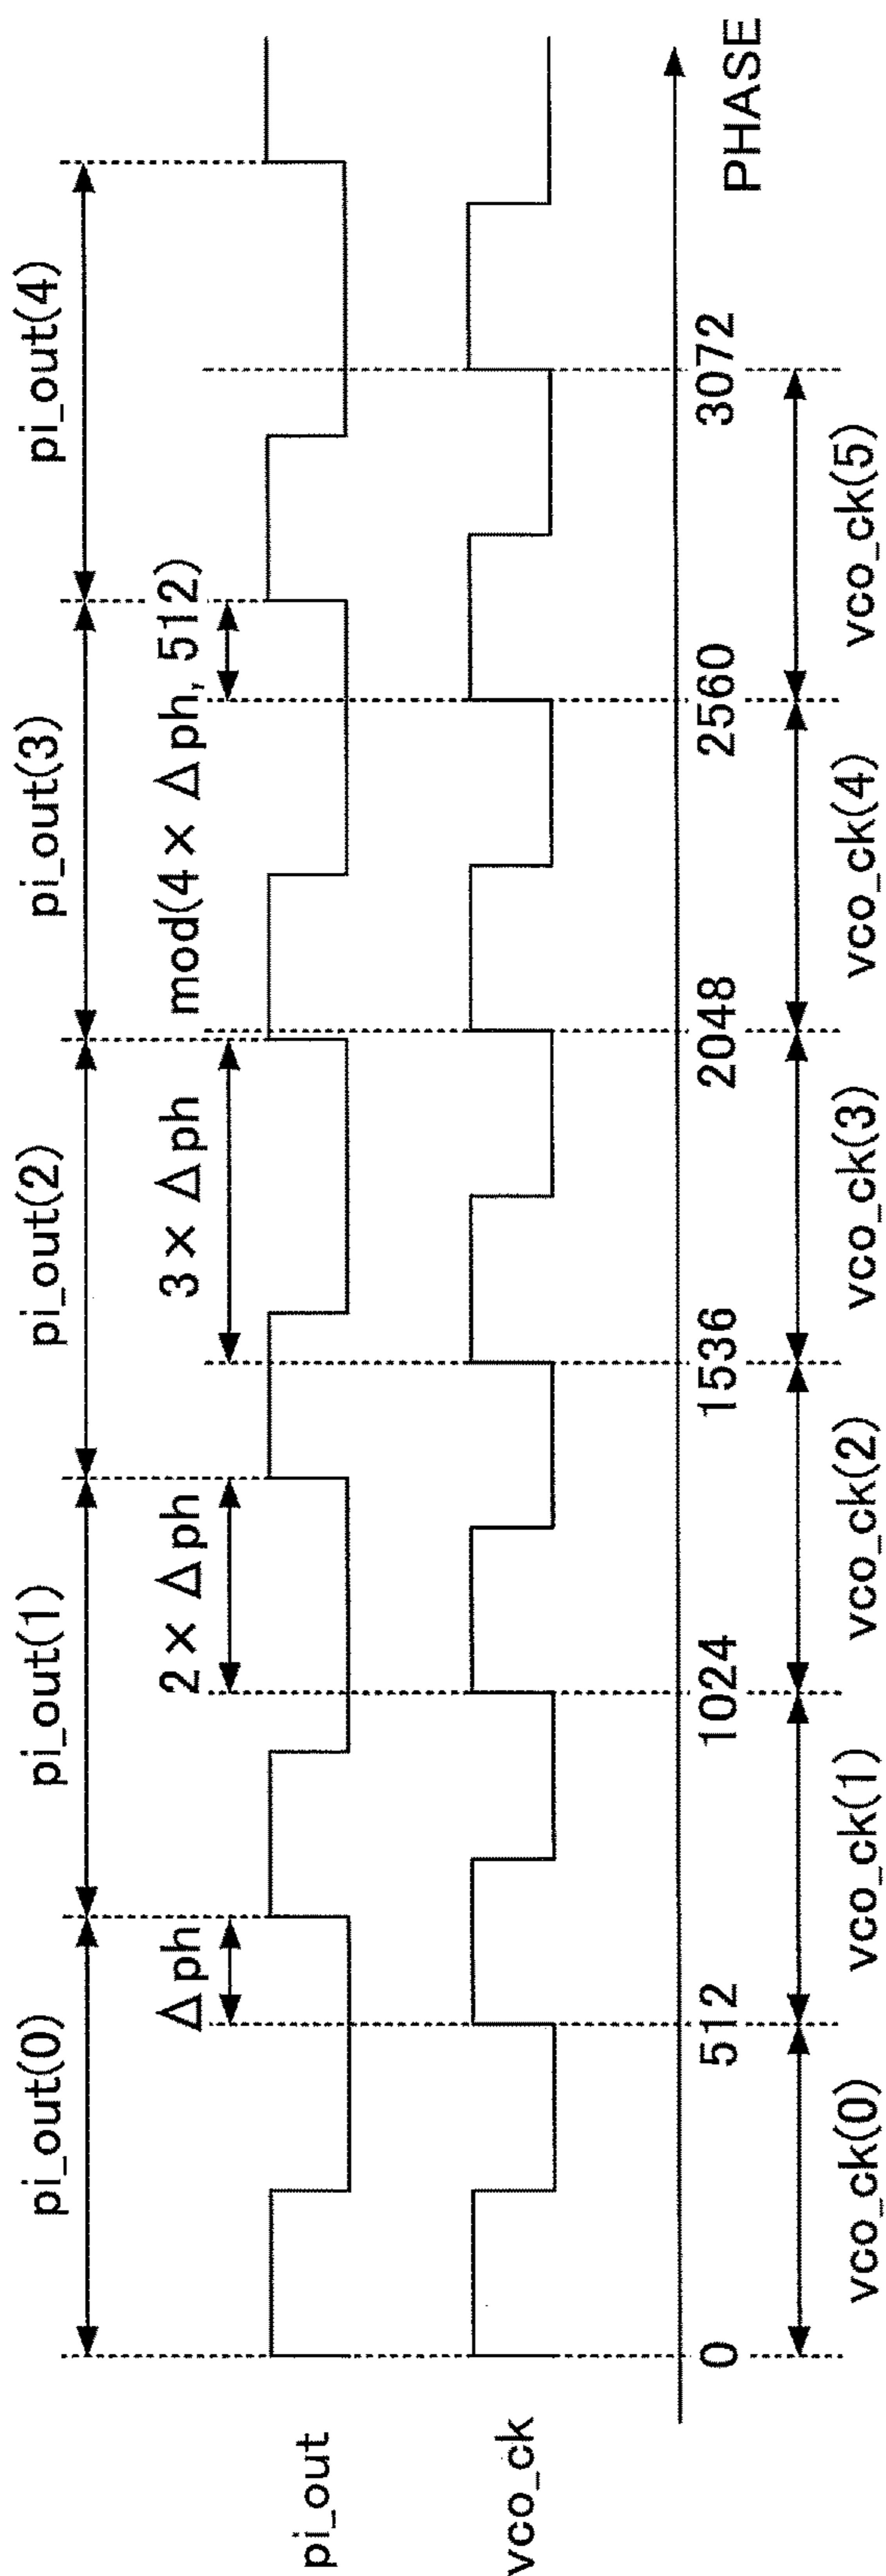 pi_out(0) pi_out(1) pi_out(2) pi_out(3) pi_out(4)
Δph 2×Δph 3×Δph mod(4×Δph, 512)
pi_out
vco_ck
0 512 1024 1536 2048 2560 3072 PHASE
vco_ck(0) vco_ck(1) vco_ck(2) vco_ck(3) vco_ck(4) vco_ck(5)